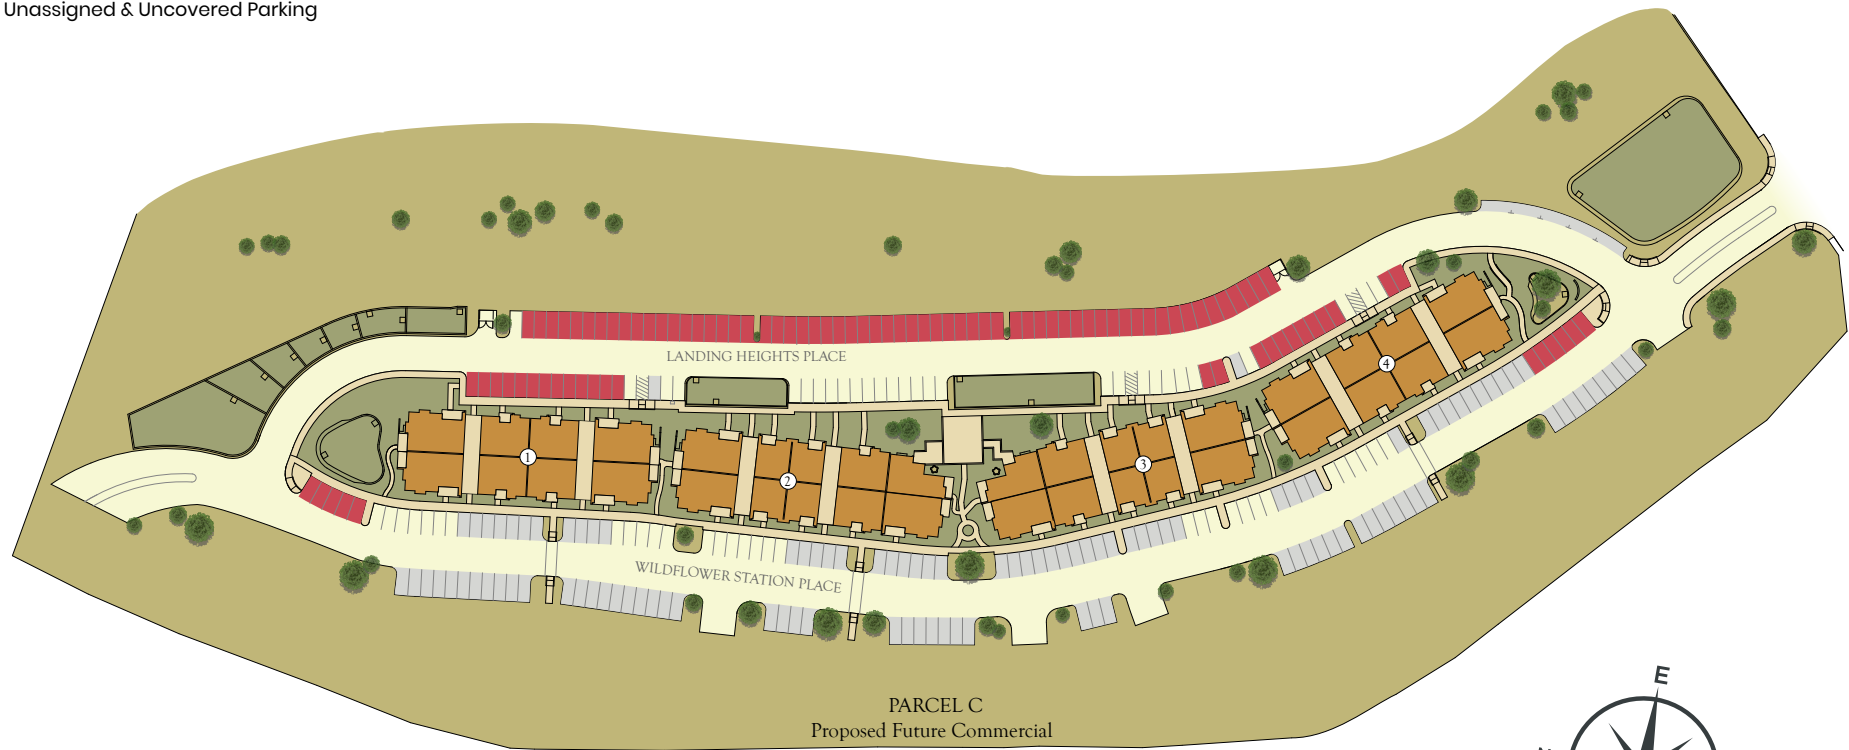 Unassigned & Uncovered Parking
LANDING HEIGHTS PLACE
4
1
3
2
WILDFLOWER STATION PLACE
E
PARCEL C
Proposed Future Commercial